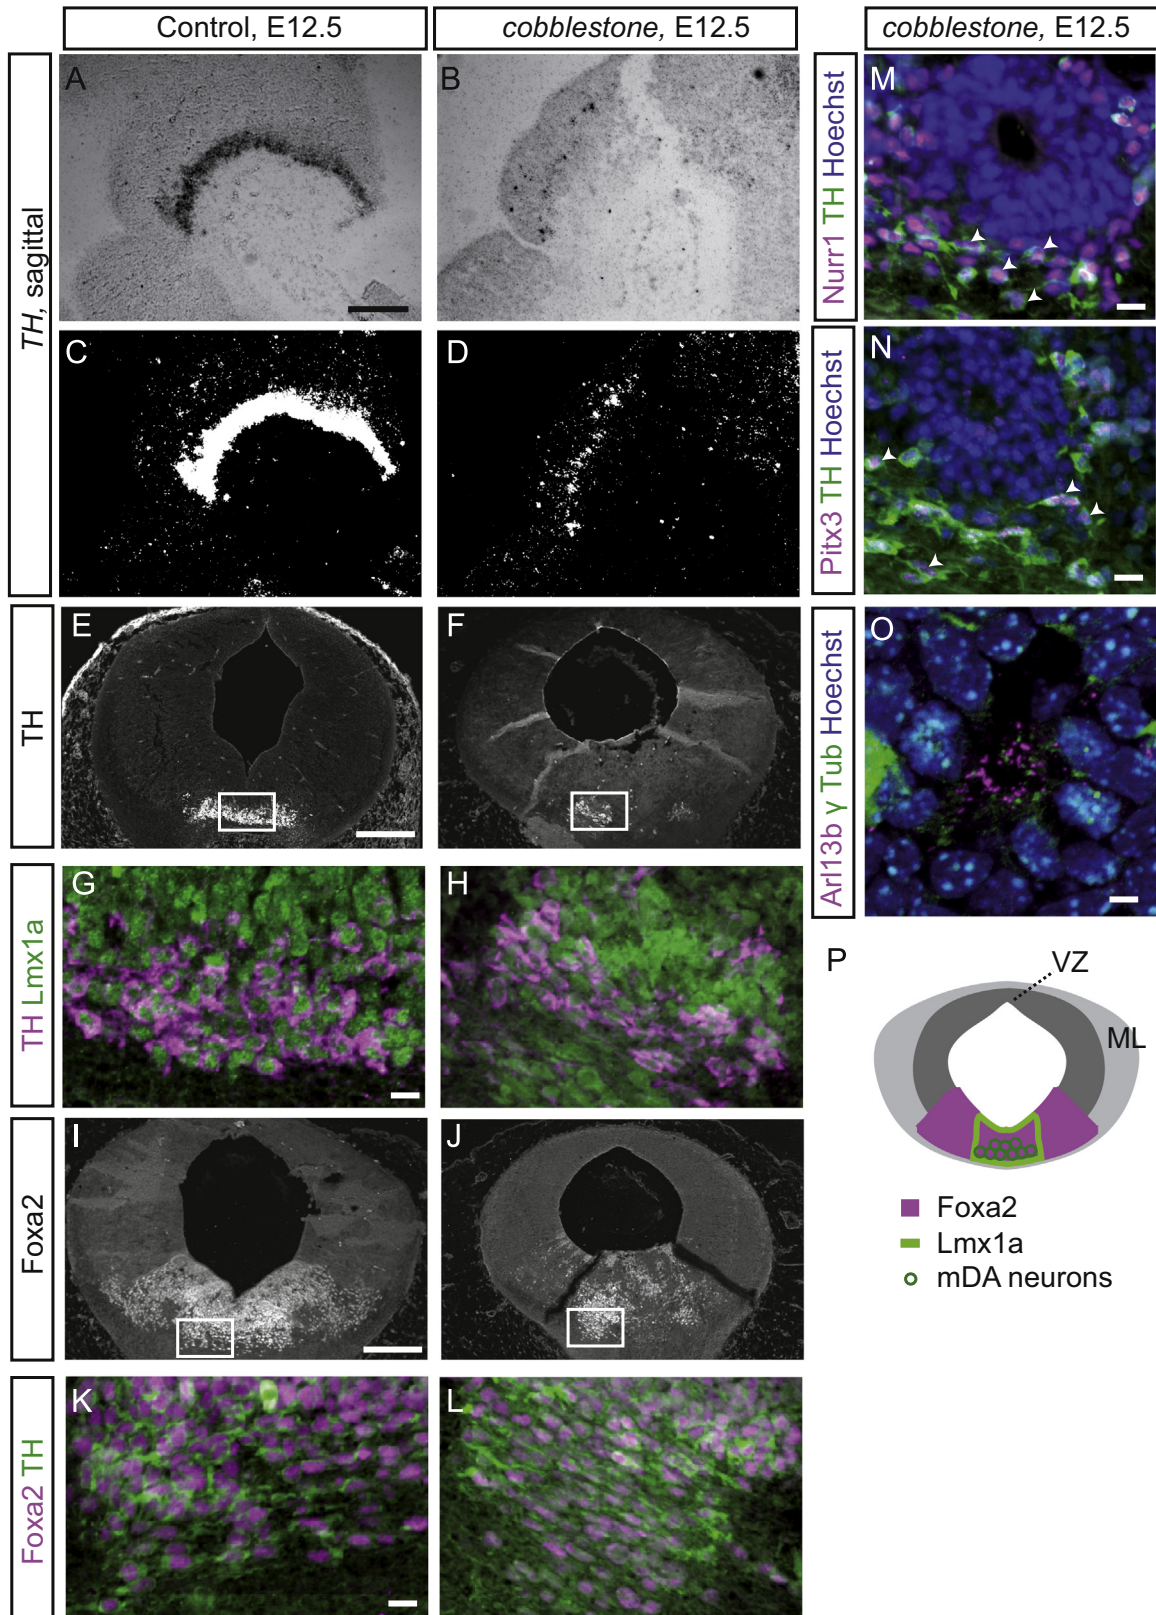 Control, E12.5
cobblestone, E12.5
cobblestone, E12.5
TH, sagittal
A
B
C
D
TH
E
F
TH Lmx1a
G
H
Foxa2
I
J
Foxa2 TH
K
L
Nurr1 TH Hoechst
M
Pitx3 TH Hoechst
N
Arl13b γ Tub Hoechst
O
P
VZ
ML
Foxa2
Lmx1a
mDA neurons